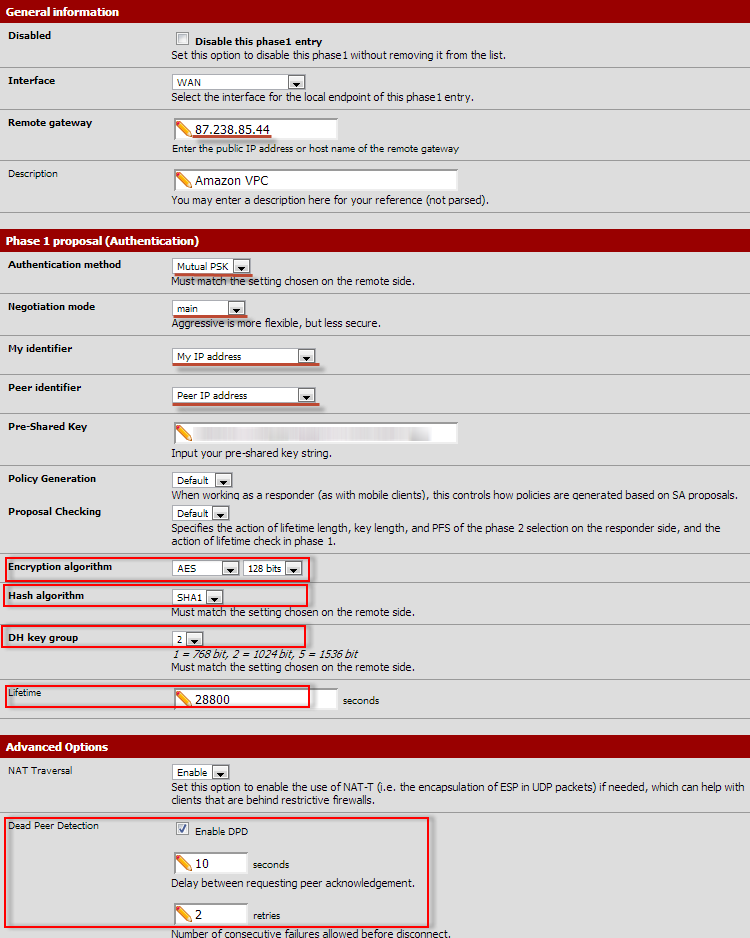 General information
Disabled
Disable this phase1 entry
Set this option to disable this phase1 without removing it from the list.
Interface
WAN
Select the interface for the local endpoint of this phase1 entry.
Remote gateway
87.238.85.44
Enter the public IP address or host name of the remote gateway
Description
Amazon VPC
You may enter a description here for your reference (not parsed).
Phase 1 proposal (Authentication)
Authentication method
Mutual PSK
Must match the setting chosen on the remote side.
Negotiation mode
main
Aggressive is more flexible, but less secure.
My identifier
My IP address
Peer identifier
Peer IP address
Pre-Shared Key
Input your pre-shared key string.
Policy Generation
Default
When working as a responder (as with mobile clients), this controls how policies are generated based on SA proposals.
Proposal Checking
Default
Specifies the action of lifetime length, key length, and PFS of the phase 2 selection on the responder side, and the
action of lifetime check in phase 1.
Encryption algorithm
AES 128 bits
Hash algorithm
SHA1
Must match the setting chosen on the remote side.
DH key group
2
1 = 768 bit, 2 = 1024 bit, 5 = 1536 bit
Must match the setting chosen on the remote side.
Lifetime
28800 seconds
Advanced Options
NAT Traversal
Enable
Set this option to enable the use of NAT-T (i.e. the encapsulation of ESP in UDP packets) if needed, which can help with
clients that are behind restrictive firewalls.
Dead Peer Detection
Enable DPD
10 seconds
Delay between requesting peer acknowledgement.
2 retries
Number of consecutive failures allowed before disconnect.